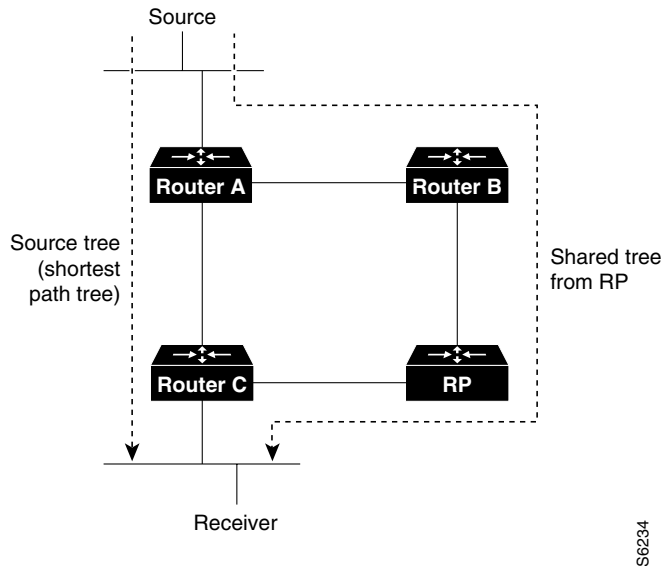 Source
Router A
Router B
Source tree
(shortest
path tree)
Shared tree
from RP
Router C
RP
Receiver
S6234